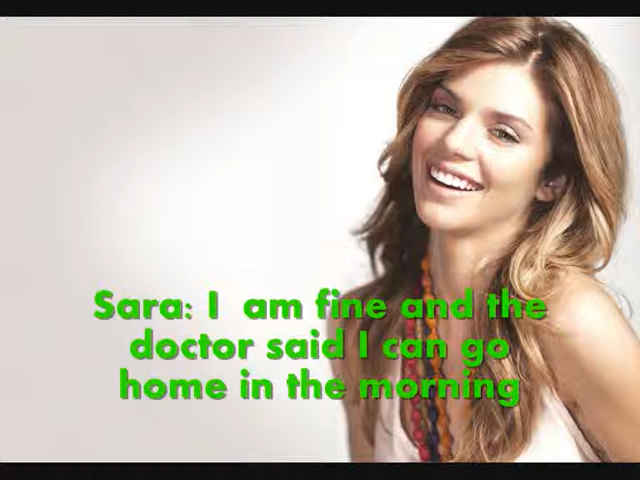 Sara: I am fine and the
doctor said I can go
home in the morning